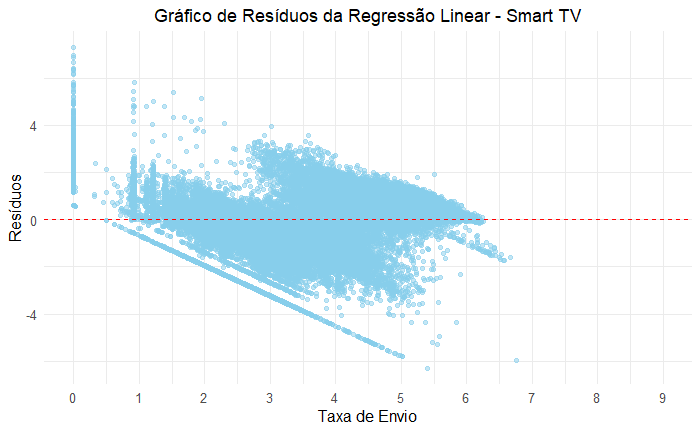 Gráfico de Resíduos da Regressão Linear - Smart TV
Resíduos
4
0
-4
0 1 2 3 4 5 6 7 8 9
Taxa de Envio